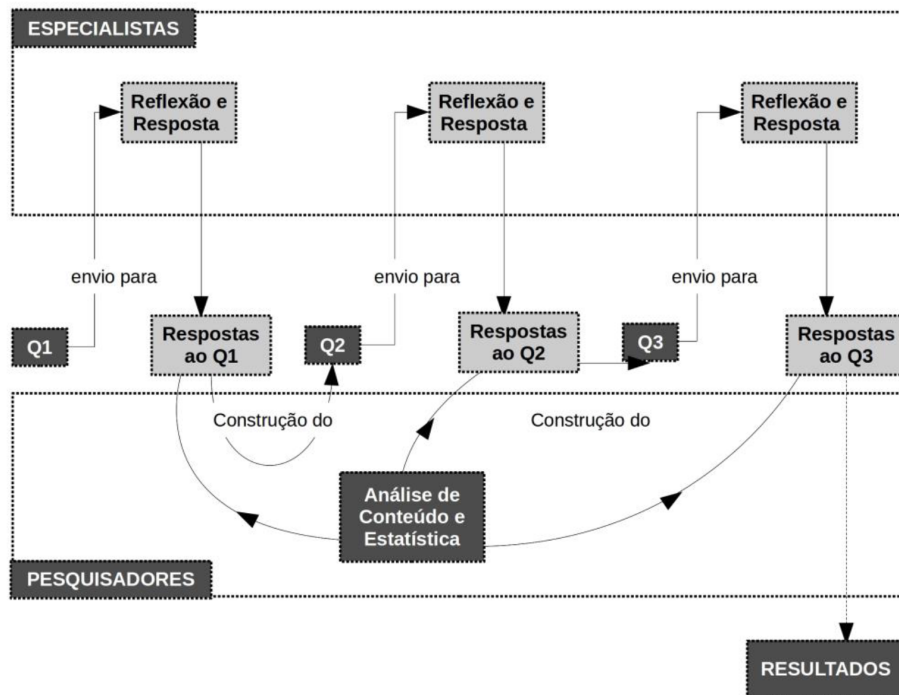 ESPECIALISTAS
Reflexão e
Resposta
Reflexão e
Resposta
Reflexão e
Resposta
envio para
envio para
envio para
Q1
Respostas
ao Q1
Q2
Respostas
ao Q2
Q3
Respostas
ao Q3
Construção do
Construção do
Análise de
Conteúdo e
Estatística
PESQUISADORES
RESULTADOS